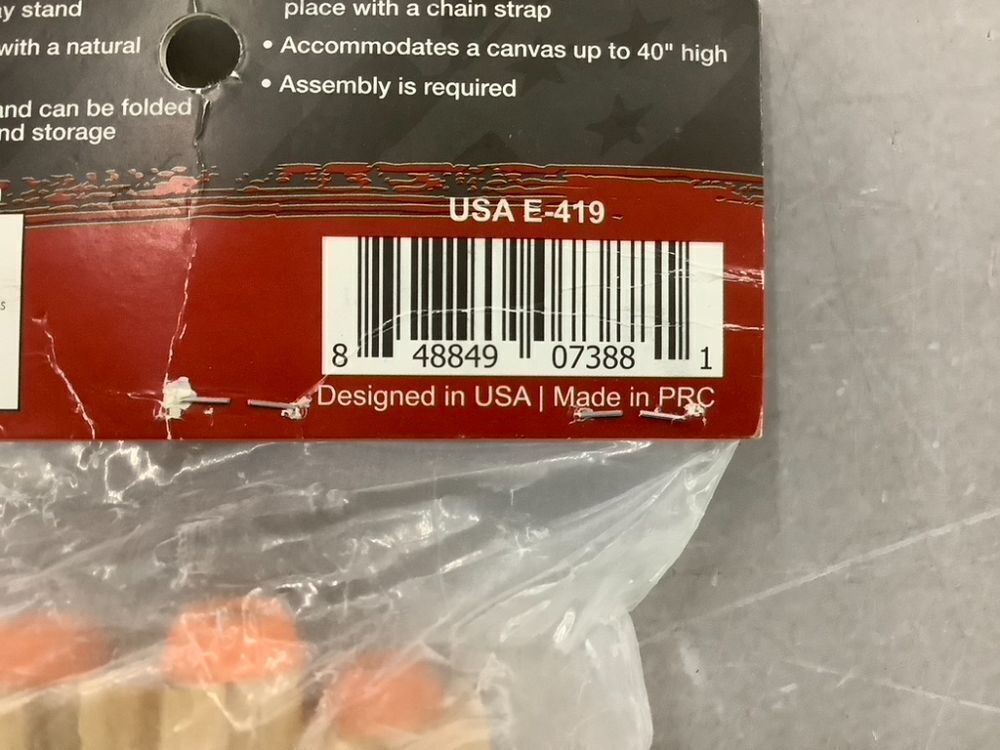 y stand
with a natural
and can be folded
nd storage
place with a chain strap
• Accommodates a canvas up to 40" high
• Assembly is required
USA E-419
8 48849 07388 1
Designed in USA | Made in PRC
s